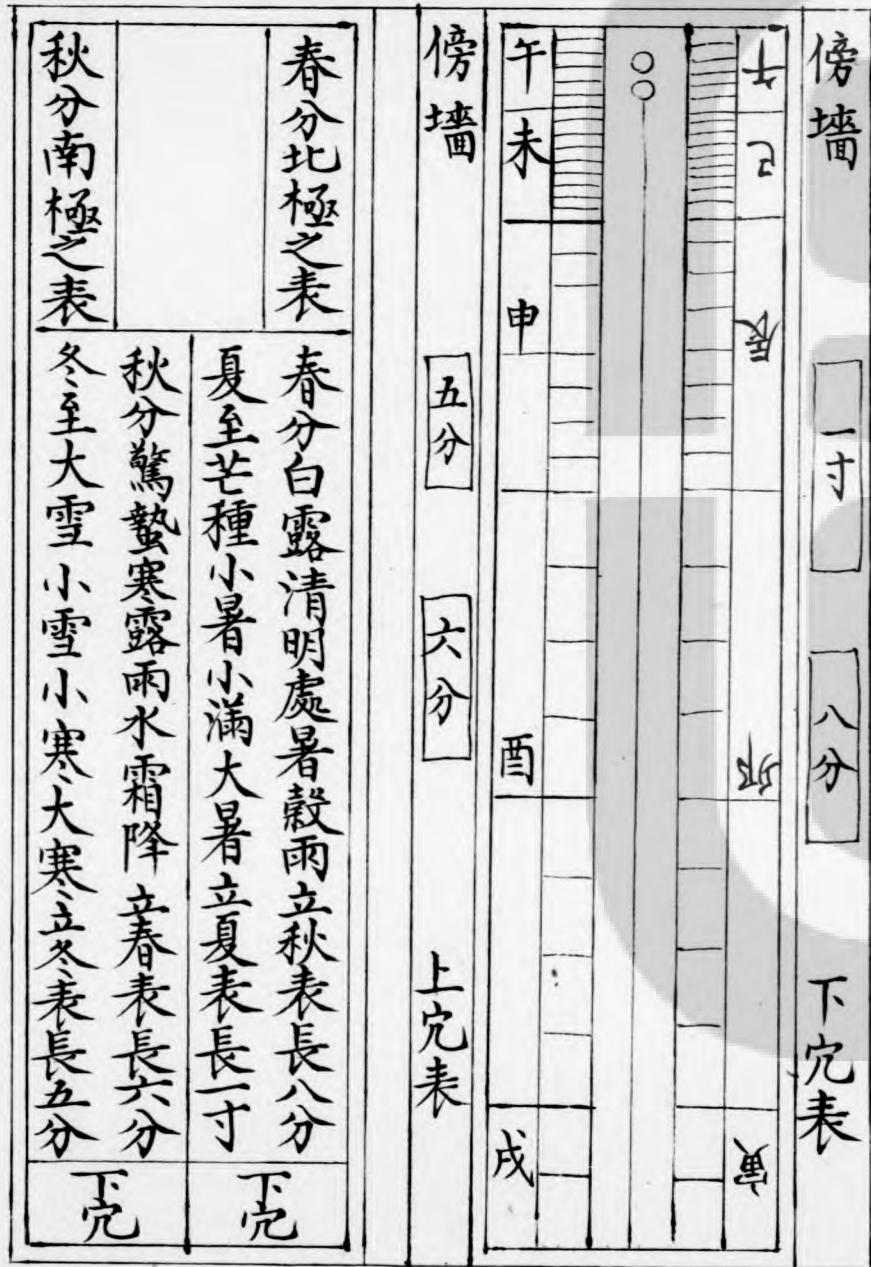 傍墻 一寸 八分 下穴表
午 巳 辰 卯 寅
午 未 申 酉 戌
傍墻 五分 六分 上穴表
春分北極之表
秋分南極之表
春分白露清明處暑穀雨立秋表長八分
夏至芒種小暑小滿大暑立夏表長一寸
秋分驚蟄寒露雨水霜降立春表長六分
冬至大雪小雪小寒大寒立冬表長五分
下穴
下穴